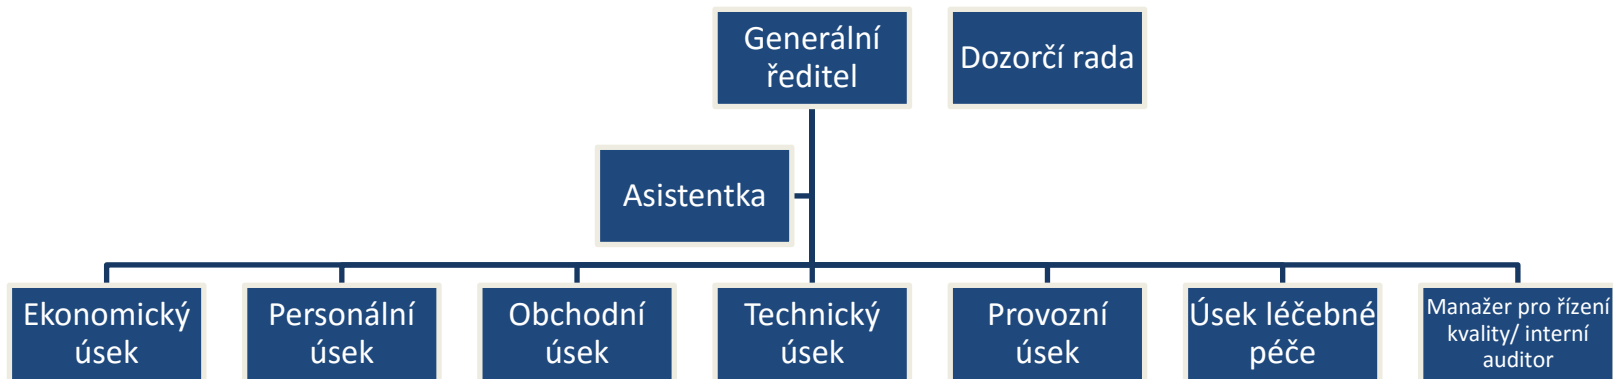 Generální
ředitel
Dozorčí rada
Asistentka
Ekonomický
úsek
Personální
úsek
Obchodní
úsek
Technický
úsek
Provozní
úsek
Úsek léčebné
péče
Manažer pro řízení
kvality/ interní
auditor